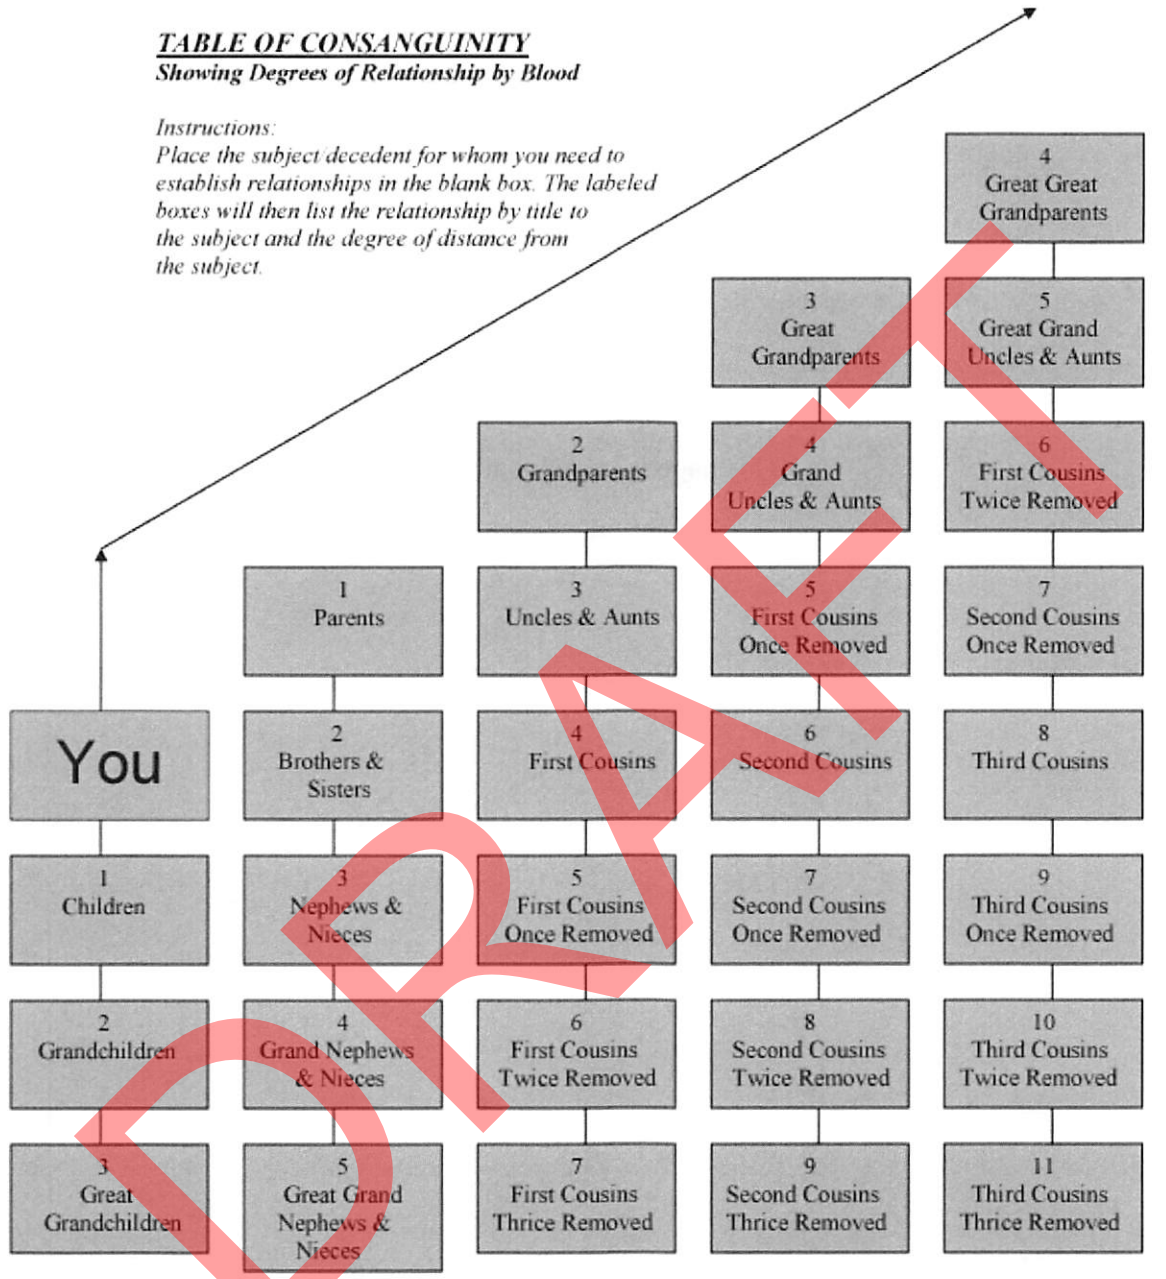 TABLE OF CONSANGUINITY
Showing Degrees of Relationship by Blood
Instructions:
Place the subject/decedent for whom you need to
establish relationships in the blank box. The labeled
boxes will then list the relationship by title to
the subject and the degree of distance from
the subject.
4
Great Great
Grandparents
3
Great
Grandparents
5
Great Grand
Uncles & Aunts
2
Grandparents
4
Grand
Uncles & Aunts
6
First Cousins
Twice Removed
1
Parents
3
Uncles & Aunts
5
First Cousins
Once Removed
7
Second Cousins
Once Removed
You
2
Brothers &
Sisters
4
First Cousins
6
Second Cousins
8
Third Cousins
1
Children
3
Nephews &
Nieces
5
First Cousins
Once Removed
7
Second Cousins
Once Removed
9
Third Cousins
Once Removed
2
Grandchildren
4
Grand Nephews
& Nieces
6
First Cousins
Twice Removed
8
Second Cousins
Twice Removed
10
Third Cousins
Twice Removed
3
Great
Grandchildren
5
Great Grand
Nephews &
Nieces
7
First Cousins
Thrice Removed
9
Second Cousins
Thrice Removed
11
Third Cousins
Thrice Removed
DRAFT